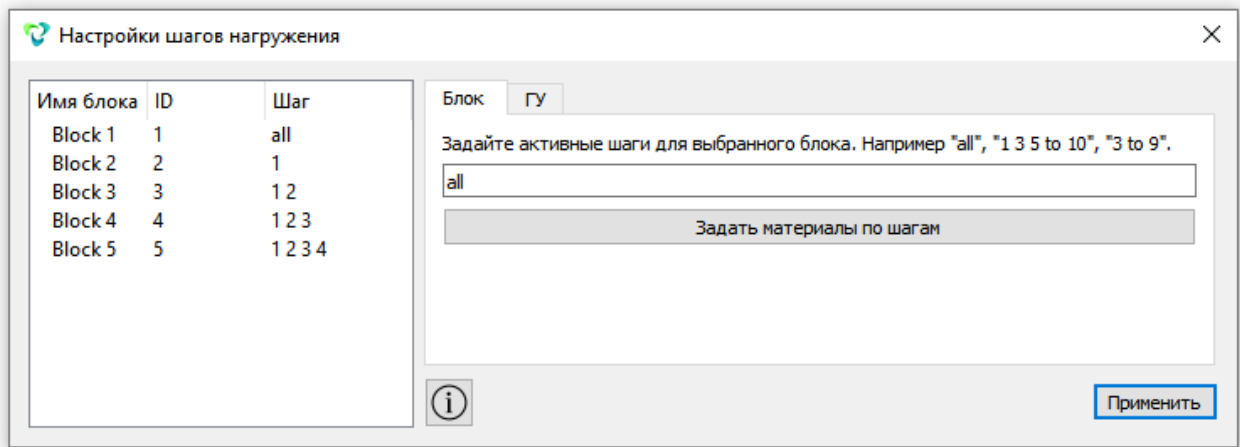 Настройки шагов нагружения
Имя блока ID Шаг
Block 1 1 all
Block 2 2 1
Block 3 3 1 2
Block 4 4 1 2 3
Block 5 5 1 2 3 4
Блок ГУ
Задайте активные шаги для выбранного блока. Например "all", "1 3 5 to 10", "3 to 9".
all
Задать материалы по шагам
Применить